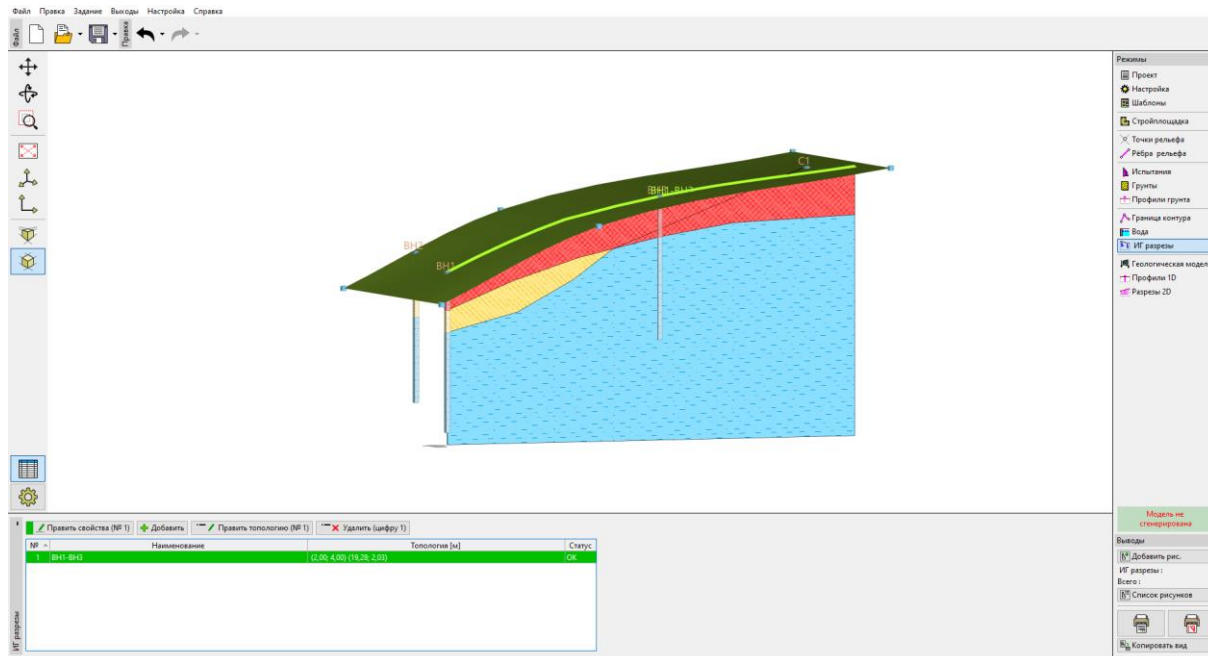 Файл Правка Задание Выходы Настройка Справка
Файл
Правка
Режимы
Проект
Настройка
Шаблоны
Стройплощадка
Точки рельефа
Рёбра рельефа
Испытания
Грунты
Профили грунта
Граница контура
Вода
ИГ разрезы
Геологическая модел
Профили 1D
Разрезы 2D
C1
BH2
BH1
Модель не
сгенерирована
Выводы
Добавить рис.
ИГ разрезы :
Всего :
Список рисунков
Копировать вид
Править свойства (№ 1) Добавить Править топологию (№ 1) Удалить (цифру 1)
№ Наименование Топология [м] Статус
1 BH1-BH3 (2,00; 4,00) (19,28; 2,03) OK
ИГ разрезы